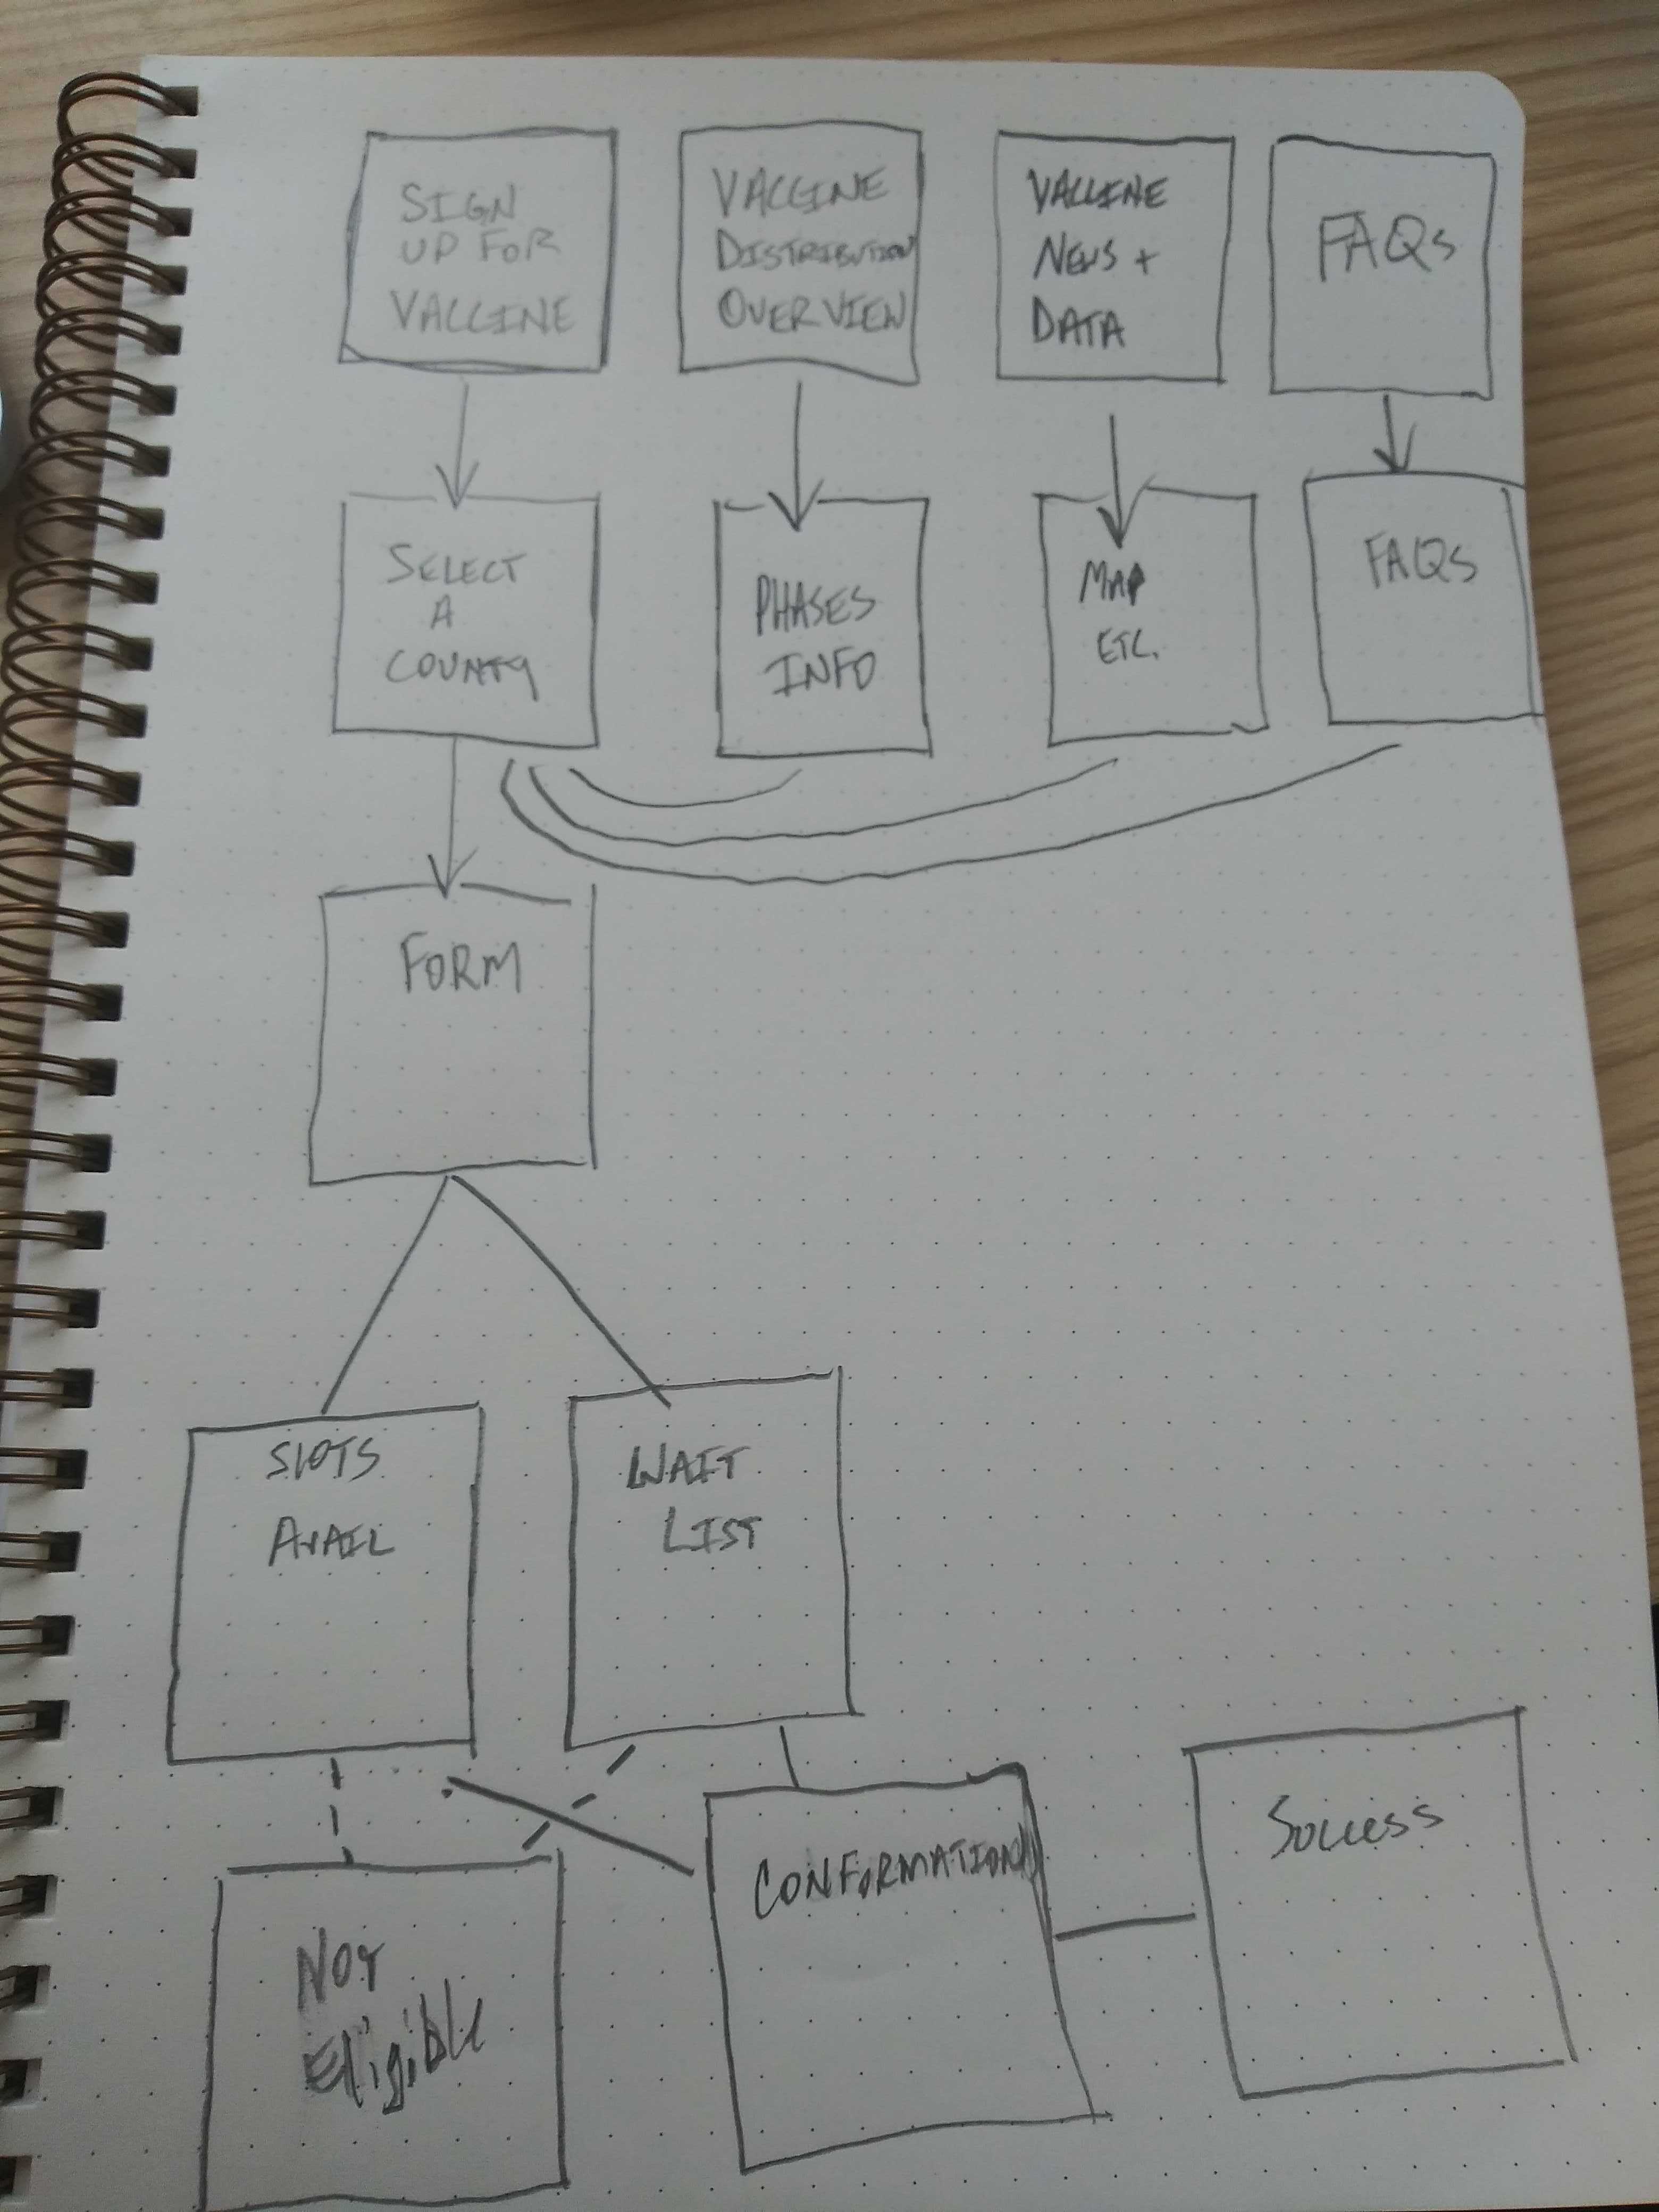 SIGN
UP FOR
VACCINE
VACCINE
DISTRIBUTION
OVERVIEW
VACCINE
NEWS +
DATA
FAQs
SELECT
A
COUNTY
PHASES
INFO
MAP
ETC.
FAQs
FORM
SLOTS
AVAIL
WAIT
LIST
NOT
Eligible
CONFORMATION
Success